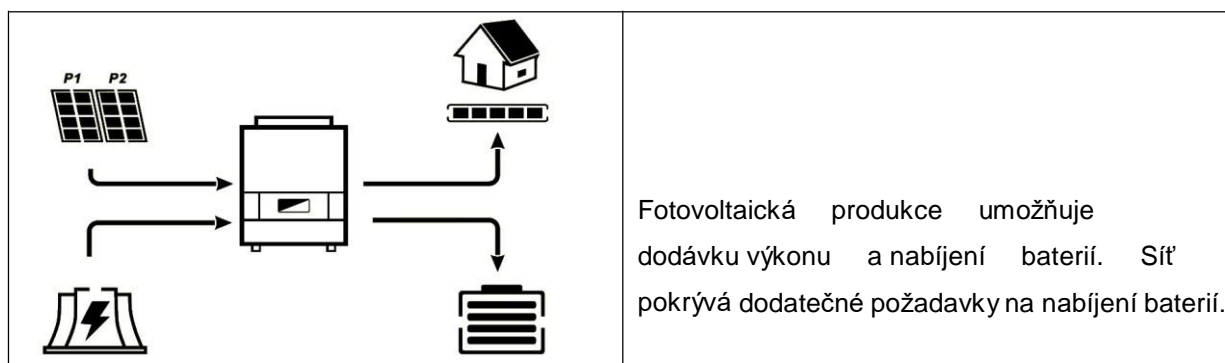 P1 P2
Fotovoltaická produkce umožňuje
dodávku výkonu a nabíjení baterií. Síť
pokrývá dodatečné požadavky na nabíjení baterií.